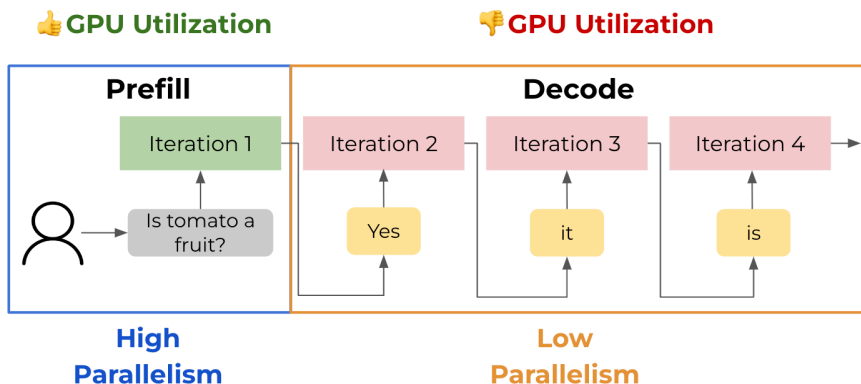 👍GPU Utilization
👎GPU Utilization
Prefill
Decode
Iteration 1
Iteration 2
Iteration 3
Iteration 4
Is tomato a
fruit?
Yes
it
is
High
Parallelism
Low
Parallelism